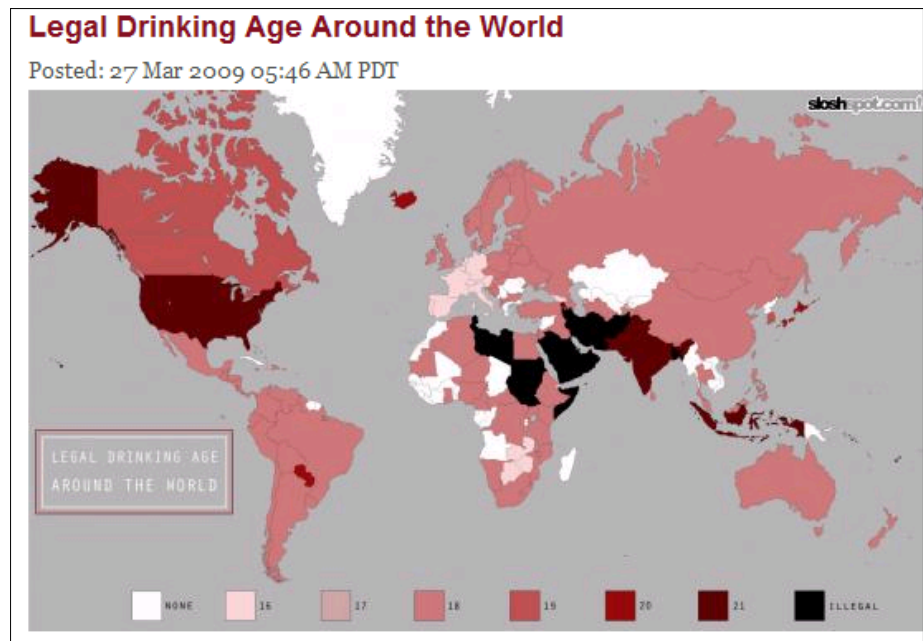 Legal Drinking Age Around the World
Posted: 27 Mar 2009 05:46 AM PDT
sloshspot.com
LEGAL DRINKING AGE
AROUND THE WORLD
NONE 16 17 18 19 20 21 ILLEGAL